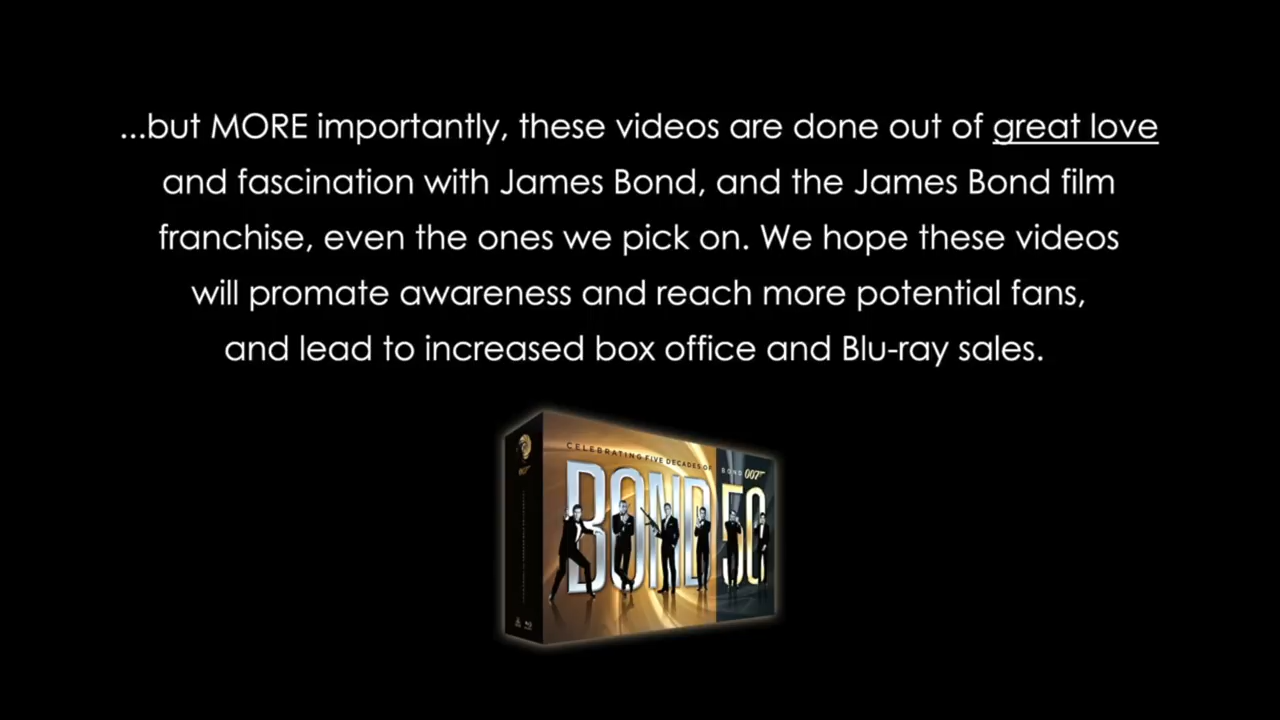 ...but MORE importantly, these videos are done out of great love
and fascination with James Bond, and the James Bond film
franchise, even the ones we pick on. We hope these videos
will promate awareness and reach more potential fans,
and lead to increased box office and Blu-ray sales.
CELEBRATING FIVE DECADES OF
BOND 007
BOND 50
007